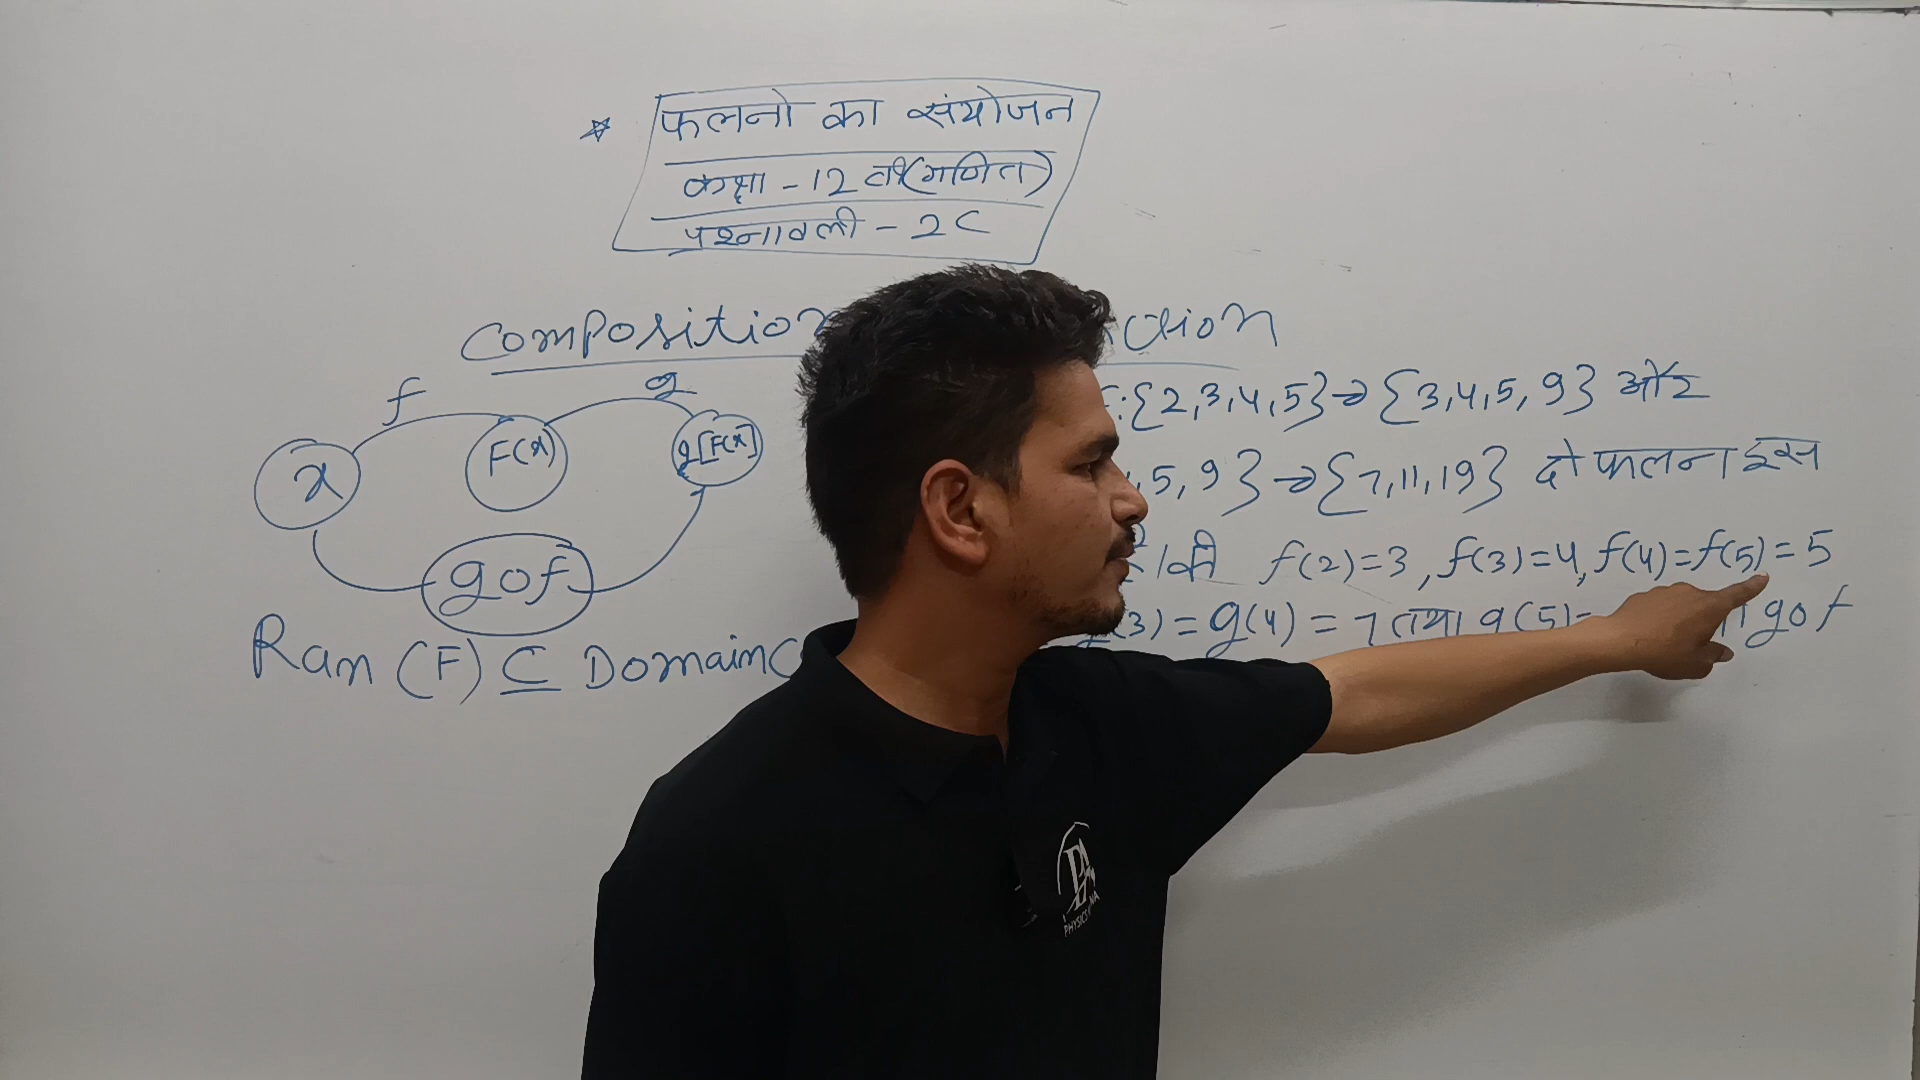 फलनो का संयोजन
कक्षा - 12 वी (गणित)
प्रश्नावली - 2C
Composition
f g
x F(x) g[F(x)]
gof
Ran (F) ⊆ Domain
:{2,3,4,5}→{3,4,5,9} और
,5,9}→{7,11,19} दो फलन इस
की f(2)=3, f(3)=4, f(4)=f(5)=5
(3)=g(4)=7 तथा g(5)= gof
PHYSICS